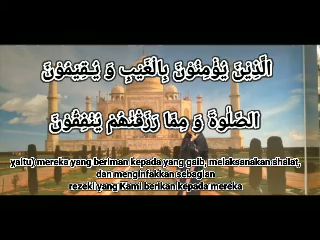 الَّذِيْنَ يُؤْمِنُوْنَ بِالْغَيْبِ وَ يُـقِيْمُوْنَ
الصَّلٰوةَ وَ مِمَّا رَزَقْنٰهُمْ يُنْفِقُوْنَ
yaitu) mereka yang beriman kepada yang gaib, melaksanakan shalat,
dan menginfakkan sebagian
rezeki yang Kami berikan kepada mereka